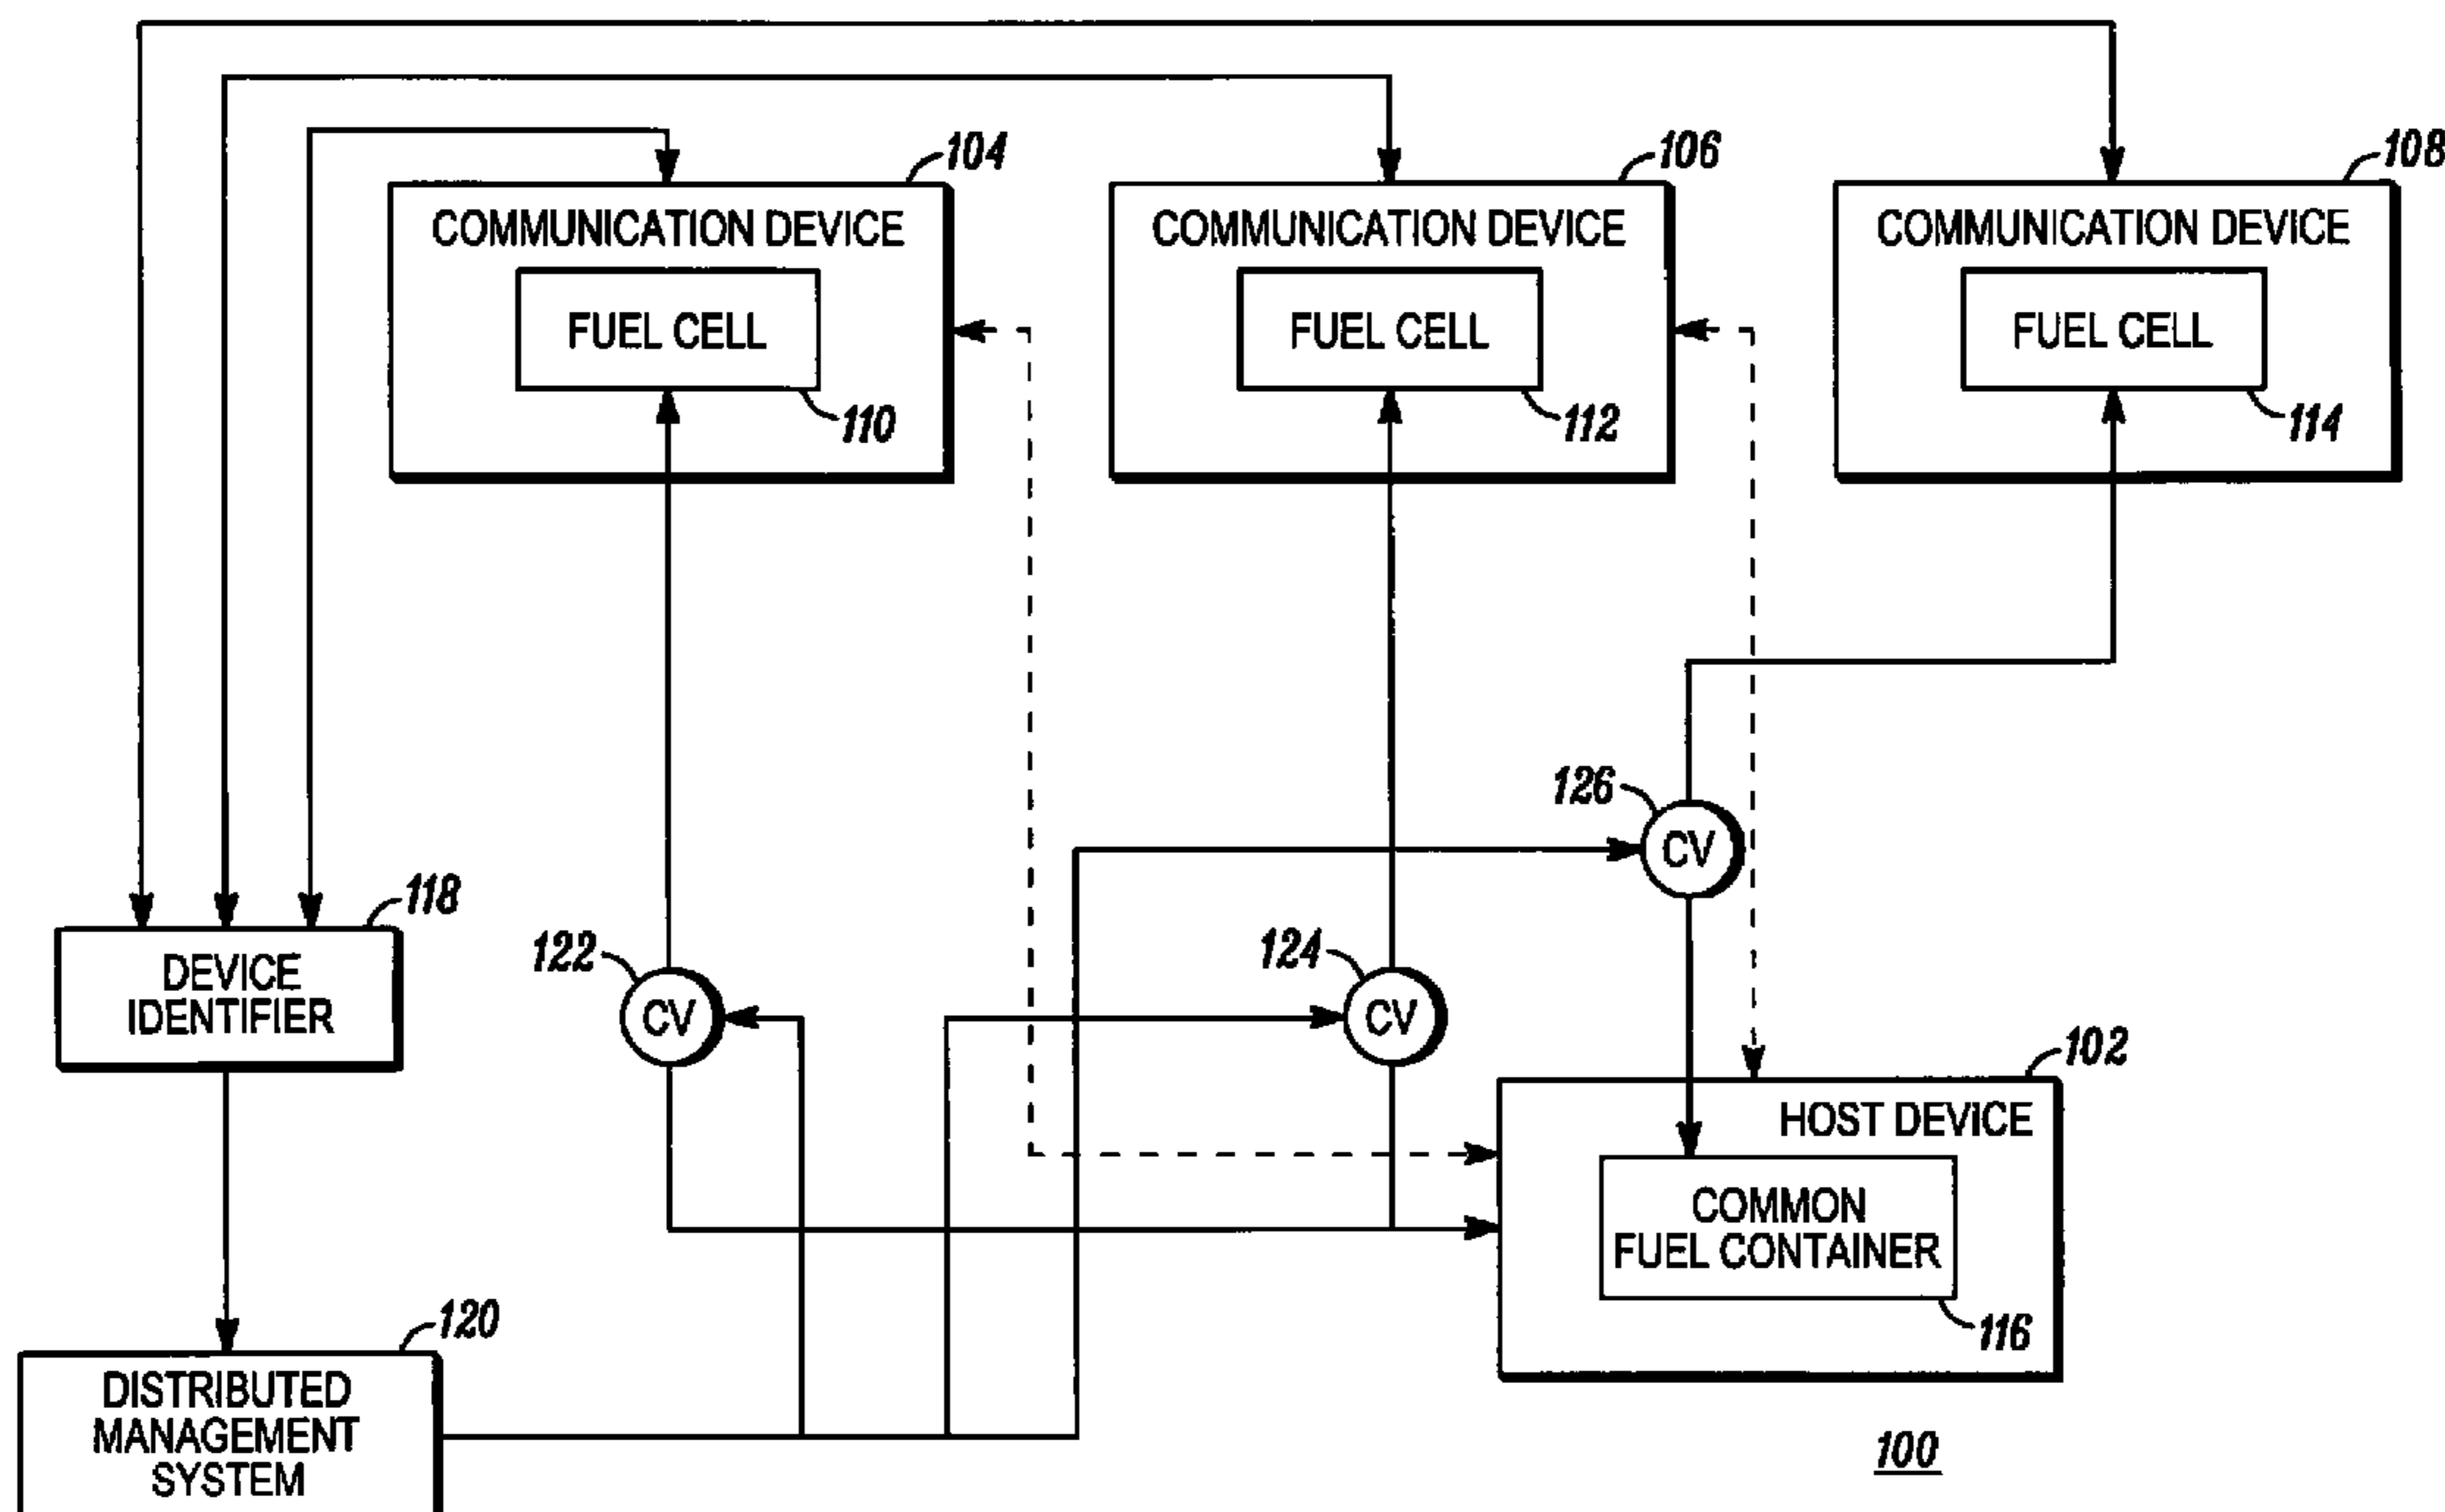 104
106
108
COMMUNICATION DEVICE
COMMUNICATION DEVICE
COMMUNICATION DEVICE
FUEL CELL
FUEL CELL
FUEL CELL
110
112
114
126
CV
118
DEVICE
IDENTIFIER
122
CV
124
CV
102
HOST DEVICE
COMMON
FUEL CONTAINER
116
120
DISTRIBUTED
MANAGEMENT
SYSTEM
100